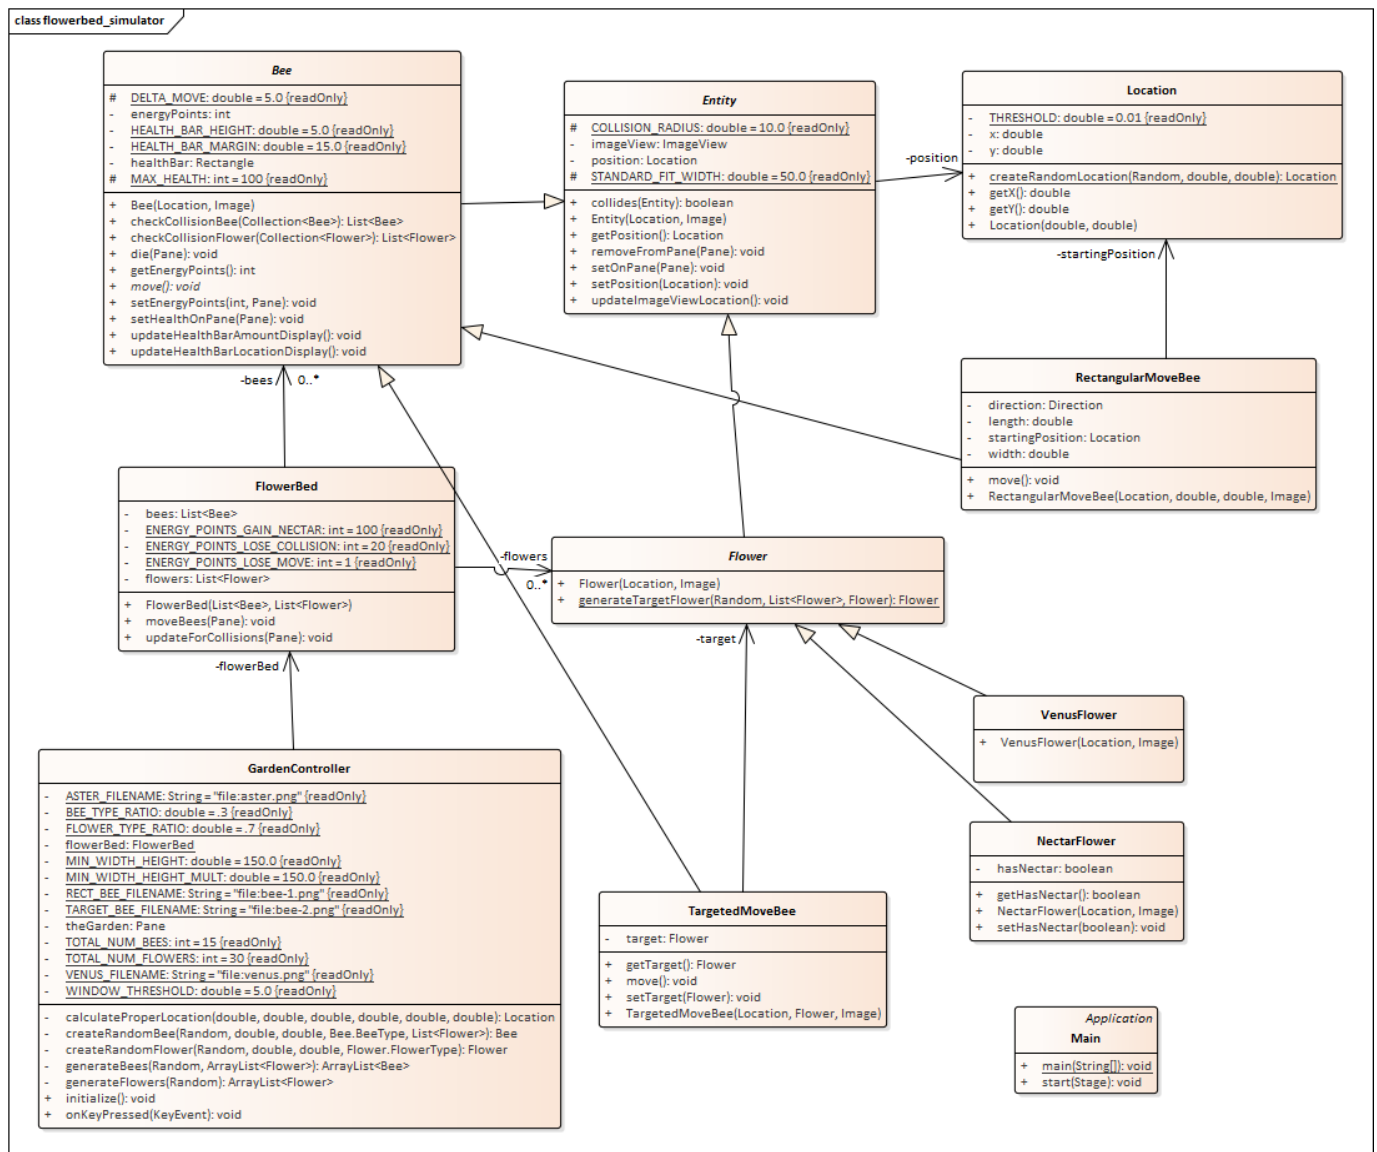 class flowerbed_simulator
Bee
# DELTA_MOVE: double = 5.0 {readOnly}
- energyPoints: int
- HEALTH_BAR_HEIGHT: double = 5.0 {readOnly}
- HEALTH_BAR_MARGIN: double = 15.0 {readOnly}
- healthBar: Rectangle
# MAX_HEALTH: int = 100 {readOnly}
+ Bee(Location, Image)
+ checkCollisionBee(Collection<Bee>): List<Bee>
+ checkCollisionFlower(Collection<Flower>): List<Flower>
+ die(Pane): void
+ getEnergyPoints(): int
+ move(): void
+ setEnergyPoints(int, Pane): void
+ setHealthOnPane(Pane): void
+ updateHealthBarAmountDisplay(): void
+ updateHealthBarLocationDisplay(): void
Entity
# COLLISION_RADIUS: double = 10.0 {readOnly}
- imageView: ImageView
- position: Location
# STANDARD_FIT_WIDTH: double = 50.0 {readOnly}
+ collides(Entity): boolean
+ Entity(Location, Image)
+ getPosition(): Location
+ removeFromPane(Pane): void
+ setOnPane(Pane): void
+ setPosition(Location): void
+ updateImageViewLocation(): void
-position
Location
- THRESHOLD: double = 0.01 {readOnly}
- x: double
- y: double
+ createRandomLocation(Random, double, double): Location
+ getX(): double
+ getY(): double
+ Location(double, double)
-startingPosition
RectangularMoveBee
- direction: Direction
- length: double
- startingPosition: Location
- width: double
+ move(): void
+ RectangularMoveBee(Location, double, double, Image)
-bees 0..*
FlowerBed
- bees: List<Bee>
- ENERGY_POINTS_GAIN_NECTAR: int = 100 {readOnly}
- ENERGY_POINTS_LOSE_COLLISION: int = 20 {readOnly}
- ENERGY_POINTS_LOSE_MOVE: int = 1 {readOnly}
- flowers: List<Flower>
+ FlowerBed(List<Bee>, List<Flower>)
+ moveBees(Pane): void
+ updateForCollisions(Pane): void
-flowers
0..*
Flower
+ Flower(Location, Image)
+ generateTargetFlower(Random, List<Flower>, Flower): Flower
-flowerBed
-target
VenusFlower
+ VenusFlower(Location, Image)
GardenController
- ASTER_FILENAME: String = "file:aster.png" {readOnly}
- BEE_TYPE_RATIO: double = .3 {readOnly}
- FLOWER_TYPE_RATIO: double = .7 {readOnly}
- flowerBed: FlowerBed
- MIN_WIDTH_HEIGHT: double = 150.0 {readOnly}
- MIN_WIDTH_HEIGHT_MULT: double = 150.0 {readOnly}
- RECT_BEE_FILENAME: String = "file:bee-1.png" {readOnly}
- TARGET_BEE_FILENAME: String = "file:bee-2.png" {readOnly}
- theGarden: Pane
- TOTAL_NUM_BEES: int = 15 {readOnly}
- TOTAL_NUM_FLOWERS: int = 30 {readOnly}
- VENUS_FILENAME: String = "file:venus.png" {readOnly}
- WINDOW_THRESHOLD: double = 5.0 {readOnly}
- calculateProperLocation(double, double, double, double, double, double): Location
- createRandomBee(Random, double, double, Bee.BeeType, List<Flower>): Bee
- createRandomFlower(Random, double, double, Flower.FlowerType): Flower
- generateBees(Random, ArrayList<Flower>): ArrayList<Bee>
- generateFlowers(Random): ArrayList<Flower>
+ initialize(): void
+ onKeyPressed(KeyEvent): void
NectarFlower
- hasNectar: boolean
+ getHasNectar(): boolean
+ NectarFlower(Location, Image)
+ setHasNectar(boolean): void
TargetedMoveBee
- target: Flower
+ getTarget(): Flower
+ move(): void
+ setTarget(Flower): void
+ TargetedMoveBee(Location, Flower, Image)
Application
Main
+ main(String[]): void
+ start(Stage): void